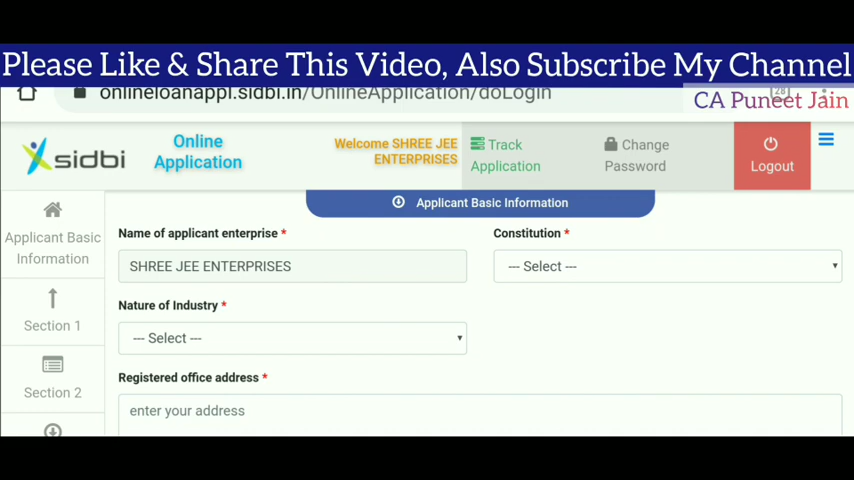 Please Like & Share This Video, Also Subscribe My Channel
onlineloanappl.sidbi.in/OnlineApplication/doLogin
28
CA Puneet Jain
sidbi
Online
Application
Welcome SHREE JEE
ENTERPRISES
Track
Application
Change
Password
Logout
Applicant Basic Information
Applicant Basic
Information
Section 1
Section 2
Name of applicant enterprise *
SHREE JEE ENTERPRISES
Constitution *
--- Select ---
Nature of Industry *
--- Select ---
Registered office address *
enter your address